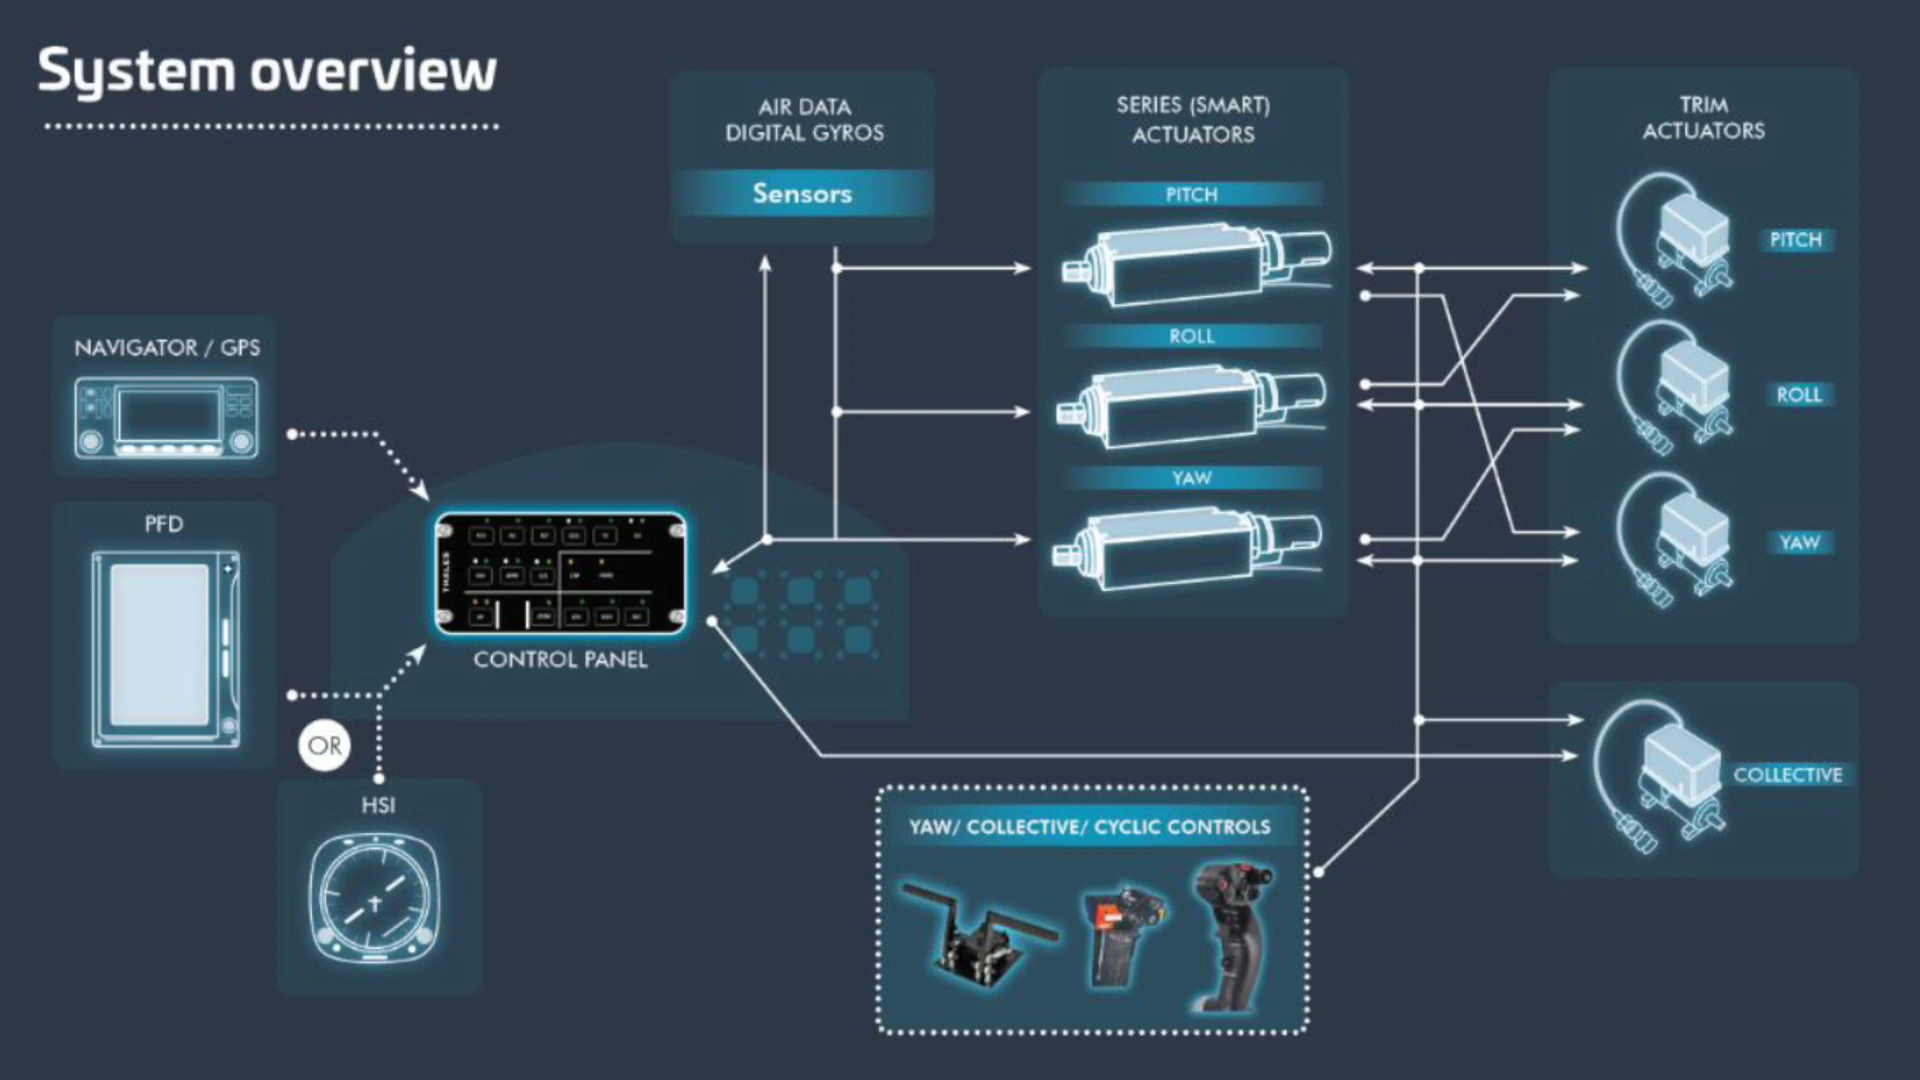 System overview
AIR DATA
DIGITAL GYROS
Sensors
SERIES (SMART)
ACTUATORS
PITCH
ROLL
YAW
TRIM
ACTUATORS
PITCH
ROLL
YAW
COLLECTIVE
NAVIGATOR / GPS
PFD
OR
HSI
THALES
CONTROL PANEL
YAW/ COLLECTIVE/ CYCLIC CONTROLS